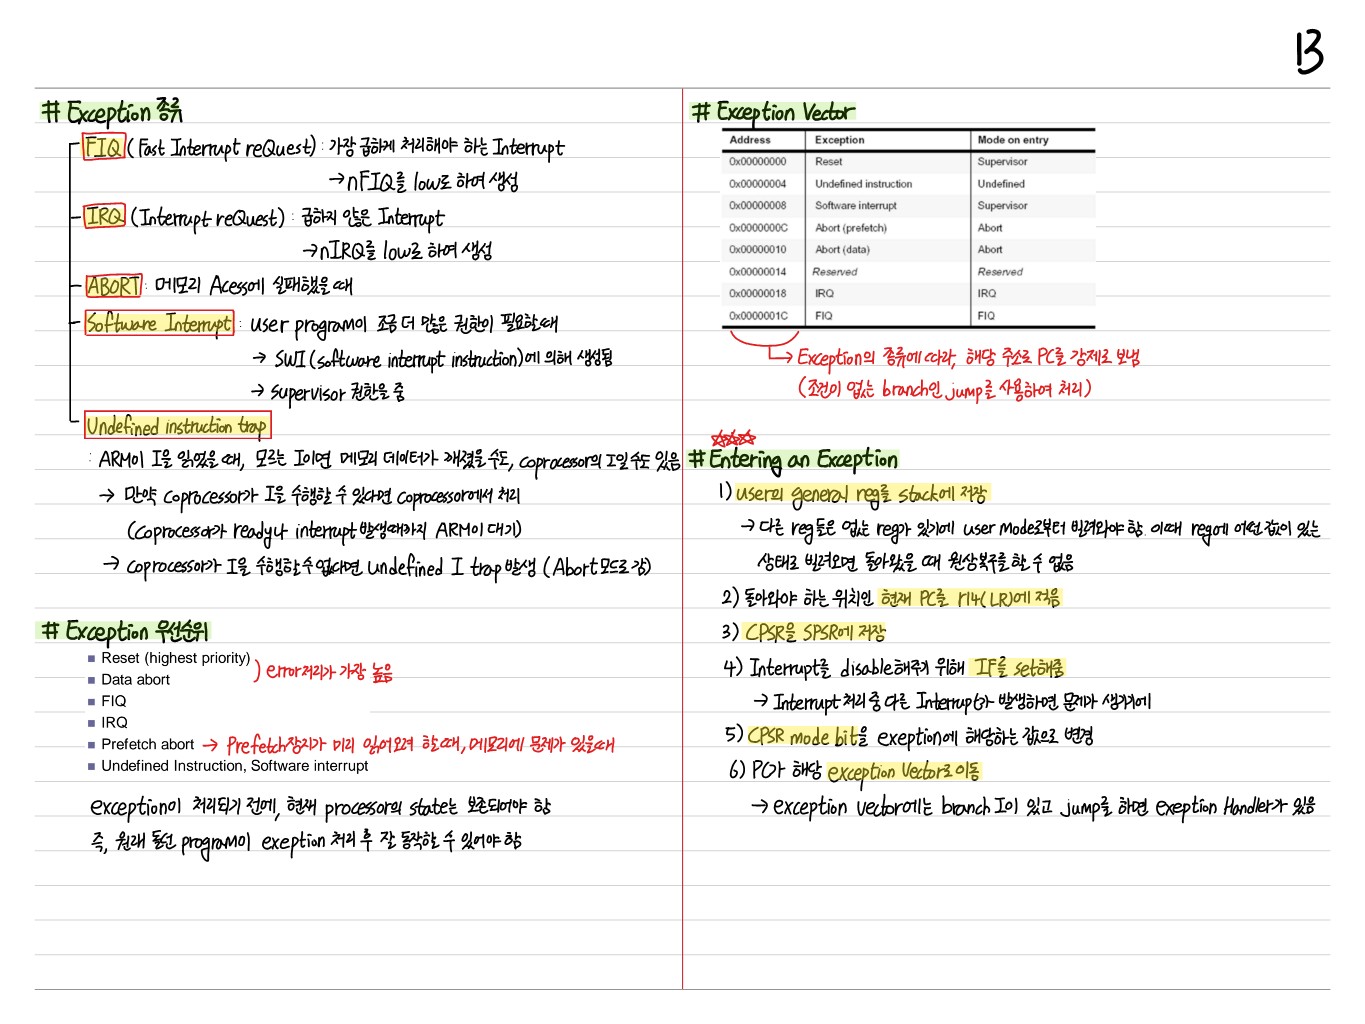 13
# Exception 종류
FIQ (Fast Interrupt reQuest) : 가장 급하게 처리해야 하는 Interrupt
→ nFIQ를 low로 하여 생성
IRQ (Interrupt reQuest) : 급하지 않은 Interrupt
→ nIRQ를 low로 하여 생성
ABORT : 메모리 Acess에 실패했을 때
Software Interrupt : user program이 조금 더 많은 권한이 필요할 때
→ SWI (software interrupt instruction)에 의해 생성됨
→ supervisor 권한을 줌
Undefined instruction trap
: ARM이 I을 읽었을 때, 모르는 I이면 메모리 데이터가 깨졌을 수도, coprocessor의 I일 수도 있음
→ 만약 coprocessor가 I을 수행할 수 있다면 coprocessor에서 처리
(coprocessor가 ready나 interrupt 발생때까지 ARM이 대기)
→ coprocessor가 I을 수행할 수 없다면 undefined I trap 발생 (Abort 모드로 감)
# Exception 우선순위
Reset (highest priority)
Data abort
) error처리가 가장 높음
FIQ
IRQ
Prefetch abort → Prefetch장치가 미리 읽어오려 할 때, 메모리에 문제가 있을 때
Undefined Instruction, Software interrupt
exception이 처리되기 전에, 현재 processor의 state는 보존되어야 함
즉, 원래 돌던 program이 exeption 처리 후 잘 동작할 수 있어야 함
# Exception Vector
Address Exception Mode on entry
0x00000000 Reset Supervisor
0x00000004 Undefined instruction Undefined
0x00000008 Software interrupt Supervisor
0x0000000C Abort (prefetch) Abort
0x00000010 Abort (data) Abort
0x00000014 Reserved Reserved
0x00000018 IRQ IRQ
0x0000001C FIQ FIQ
→ Exception의 종류에 따라, 해당 주소로 PC를 강제로 보냄
(조건이 없는 branch인 jump를 사용하여 처리)
☆☆☆
# Entering an Exception
1) user의 general reg를 stack에 저장
→ 다른 reg들은 없는 reg가 있기에 user mode로부터 빌려와야 함. 이때 reg에 어떤 값이 있는
상태로 빌려오면 돌아왔을 때 원상복구를 할 수 없음
2) 돌아와야 하는 위치인 현재 PC를 r14(LR)에 적음
3) CPSR을 SPSR에 저장
4) Interrupt를 disable해주기 위해 IF를 set해줌
→ Interrupt 처리 중 다른 Interrupt가 발생하면 문제가 생기기에
5) CPSR mode bit을 exeption에 해당하는 값으로 변경
6) PC가 해당 exception Vector로 이동
→ exception vector에는 branch I이 있고 jump를 하면 exeption Handler가 있음